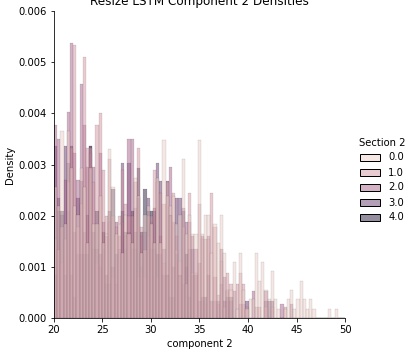 Resize LSTM Component 2 Densities
0.006
0.005
0.004
0.003
0.002
0.001
0.000
Density
20 25 30 35 40 45 50
component 2
Section 2
0.0
1.0
2.0
3.0
4.0